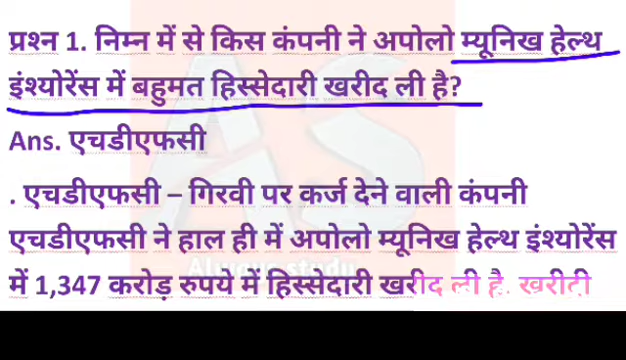 प्रश्न 1. निम्न में से किस कंपनी ने अपोलो म्यूनिख हेल्थ
इंश्योरेंस में बहुमत हिस्सेदारी खरीद ली है?
Ans. एचडीएफसी
. एचडीएफसी – गिरवी पर कर्ज देने वाली कंपनी
एचडीएफसी ने हाल ही में अपोलो म्यूनिख हेल्थ इंश्योरेंस
में 1,347 करोड़ रुपये में हिस्सेदारी खरीद ली है. खरीदी